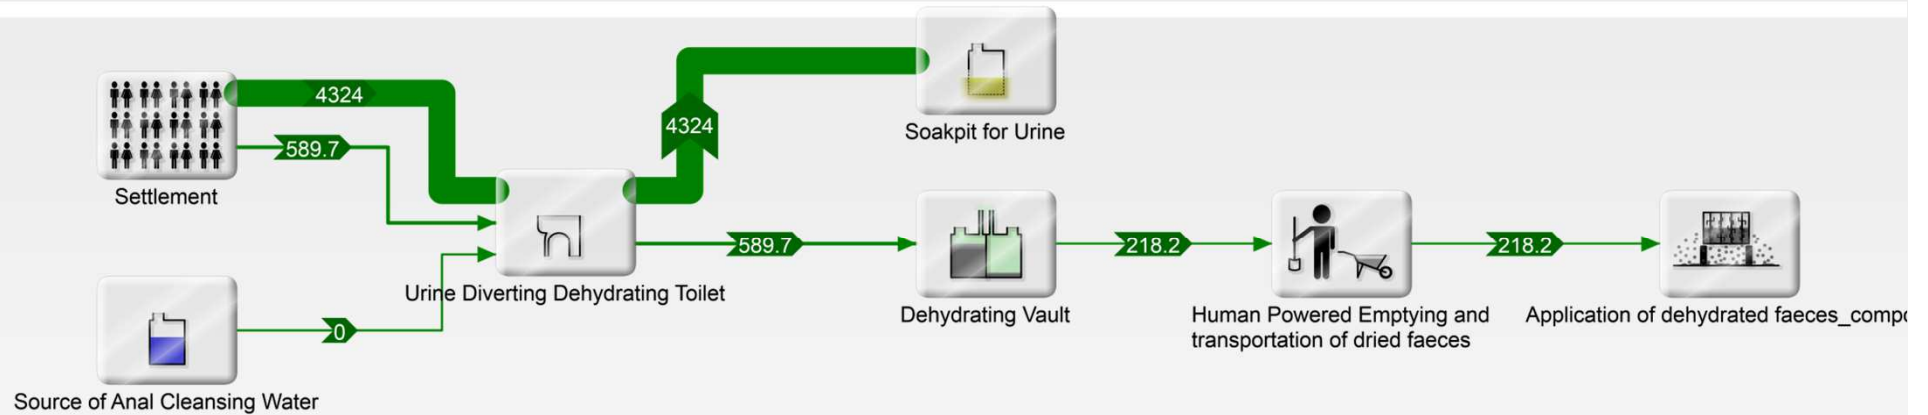 4324
Settlement
589.7
Source of Anal Cleansing Water
0
Urine Diverting Dehydrating Toilet
4324
Soakpit for Urine
589.7
Dehydrating Vault
218.2
Human Powered Emptying and
transportation of dried faeces
218.2
Application of dehydrated faeces_compo